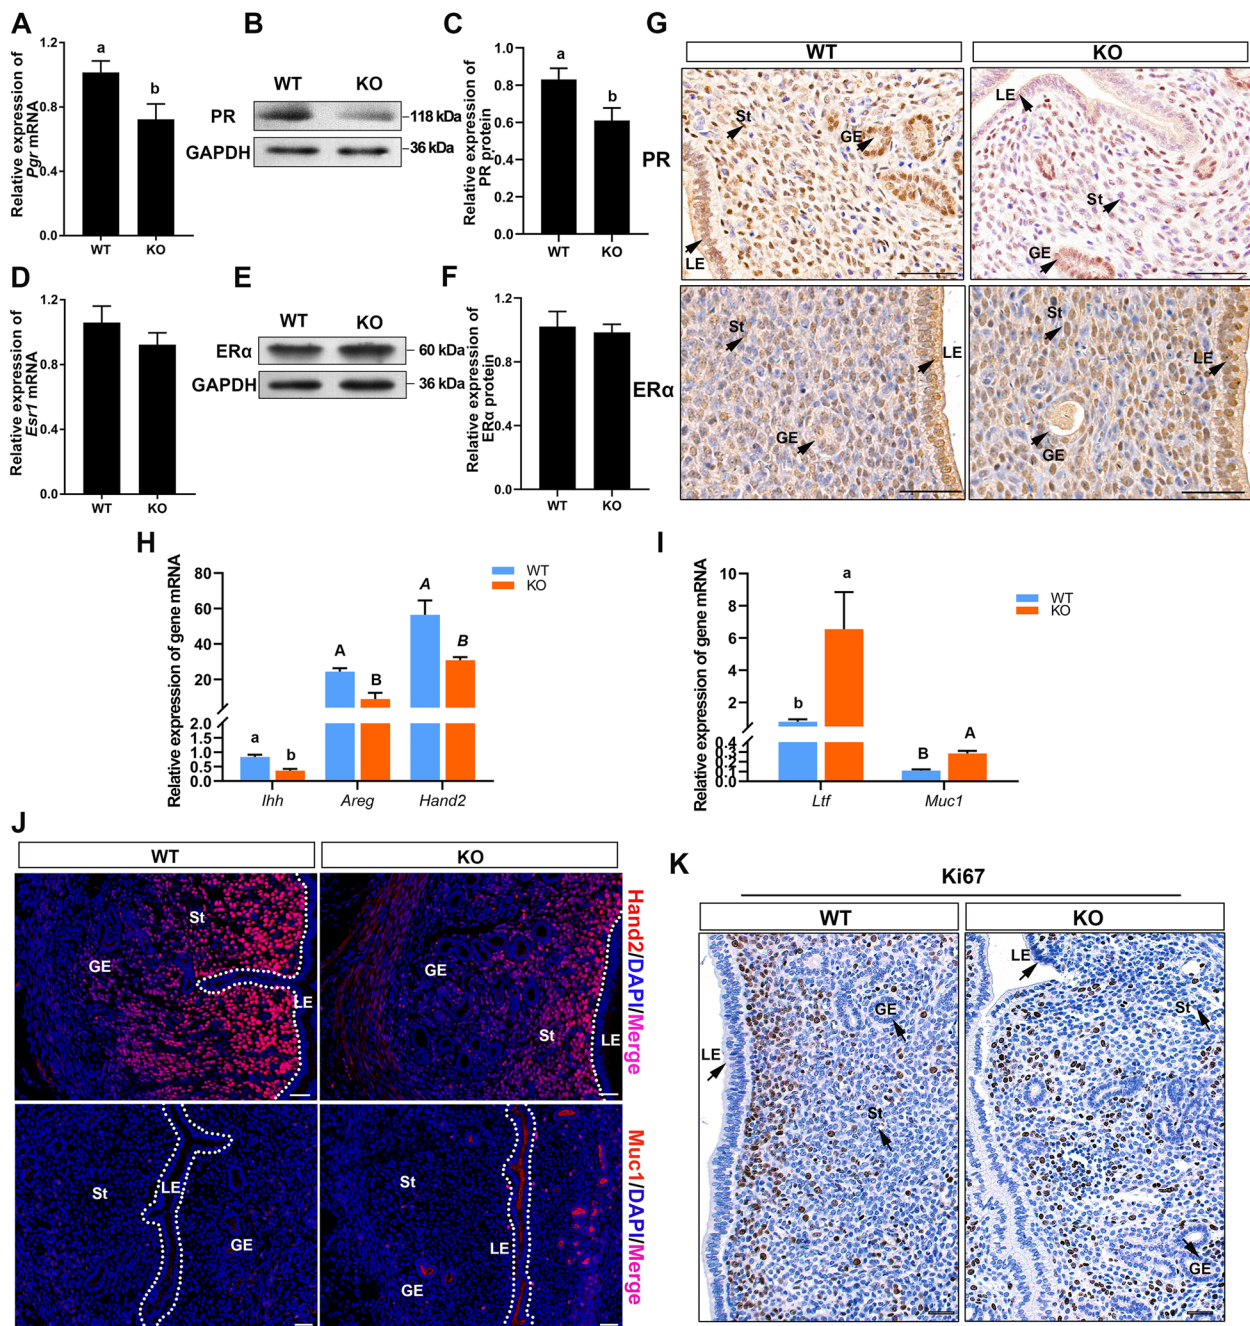 A
Relative expression of
Pgr mRNA
1.2
0.8
0.4
0.0
a
b
WT
KO
B
WT
KO
PR
118 kDa
GAPDH
36 kDa
C
Relative expression of
PR protein
1.0
0.8
0.6
0.4
0.2
0.0
a
b
WT
KO
D
Relative expression of
Esr1 mRNA
1.2
0.8
0.4
0.0
WT
KO
E
WT
KO
ERα
60 kDa
GAPDH
36 kDa
F
Relative expression of
ERα protein
1.2
0.8
0.4
0.0
WT
KO
G
WT
KO
PR
St
GE
LE
LE
St
GE
ERα
St
LE
GE
St
LE
GE
H
Relative expression of gene mRNA
80
60
40
20
2.0
1.5
1.0
0.5
0.0
a
b
A
B
A
B
Ihh
Areg
Hand2
WT
KO
I
Relative expression of gene mRNA
10
8
6
4
2
0.4
0.3
0.2
0.1
0.0
b
a
B
A
Ltf
Muc1
WT
KO
J
WT
KO
St
GE
LE
GE
St
LE
Hand2/DAPI/Merge
St
LE
GE
St
LE
GE
Muc1/DAPI/Merge
K
Ki67
WT
KO
GE
LE
St
LE
St
GE